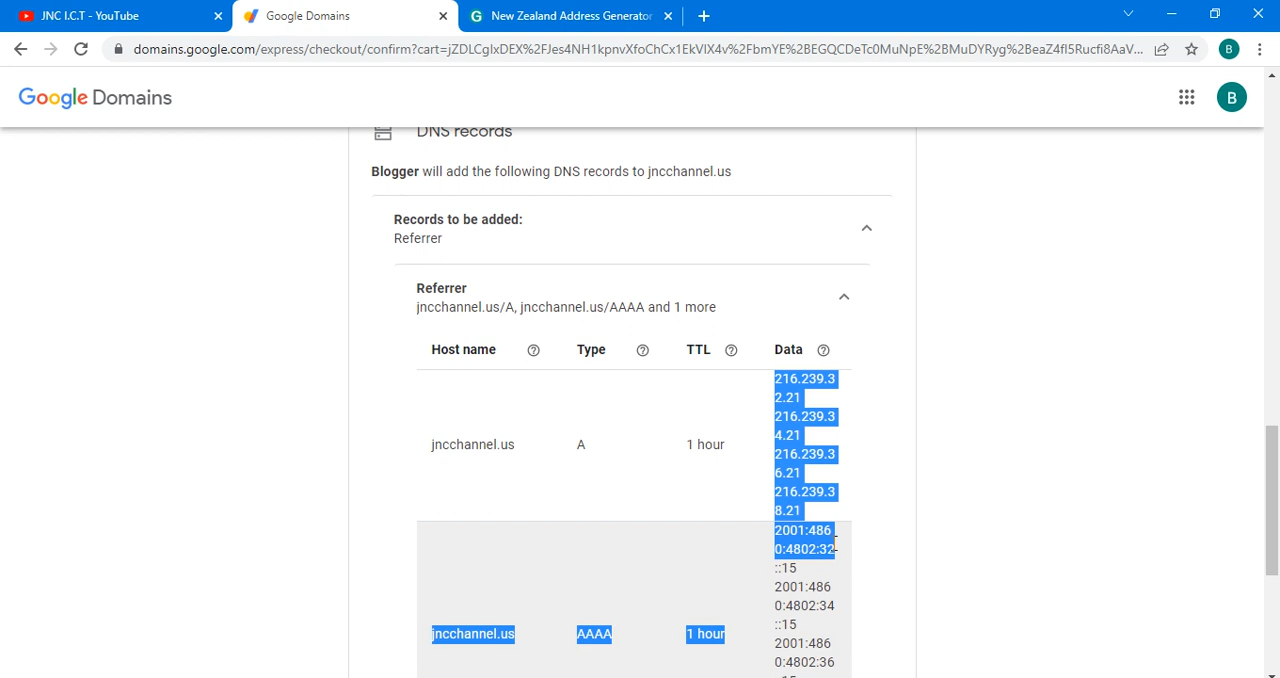 JNC I.C.T - YouTube
Google Domains
New Zealand Address Generator
domains.google.com/express/checkout/confirm?cart=jZDLCgIxDEX%2FJes4NH1kpnvXfoChCx1EkVIX4v%2FbmYE%2BEGQCDeTc0MuNpE%2BMuDYRyg%2BeaZ4fI5Rucfi8AaV...
B
Google Domains
B
DNS records
Blogger will add the following DNS records to jncchannel.us
Records to be added:
Referrer
Referrer
jncchannel.us/A, jncchannel.us/AAAA and 1 more
Host name Type TTL Data
216.239.3
2.21
216.239.3
4.21
jncchannel.us A 1 hour
216.239.3
6.21
216.239.3
8.21
2001:486
0:4802:32
::15
2001:486
0:4802:34
::15
jncchannel.us AAAA 1 hour
2001:486
0:4802:36